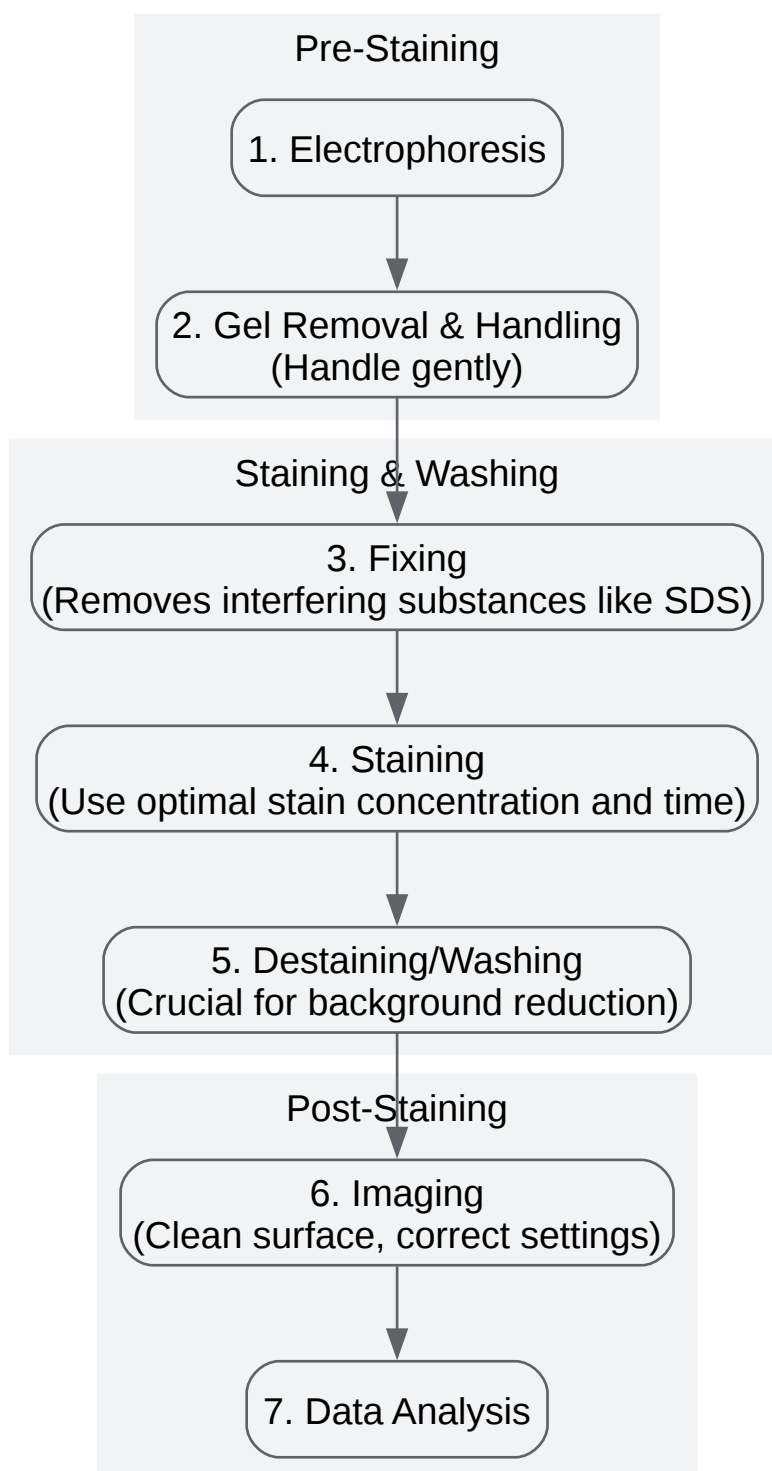 Pre-Staining
1. Electrophoresis
2. Gel Removal & Handling
(Handle gently)
Staining & Washing
3. Fixing
(Removes interfering substances like SDS)
4. Staining
(Use optimal stain concentration and time)
5. Destaining/Washing
(Crucial for background reduction)
Post-Staining
6. Imaging
(Clean surface, correct settings)
7. Data Analysis